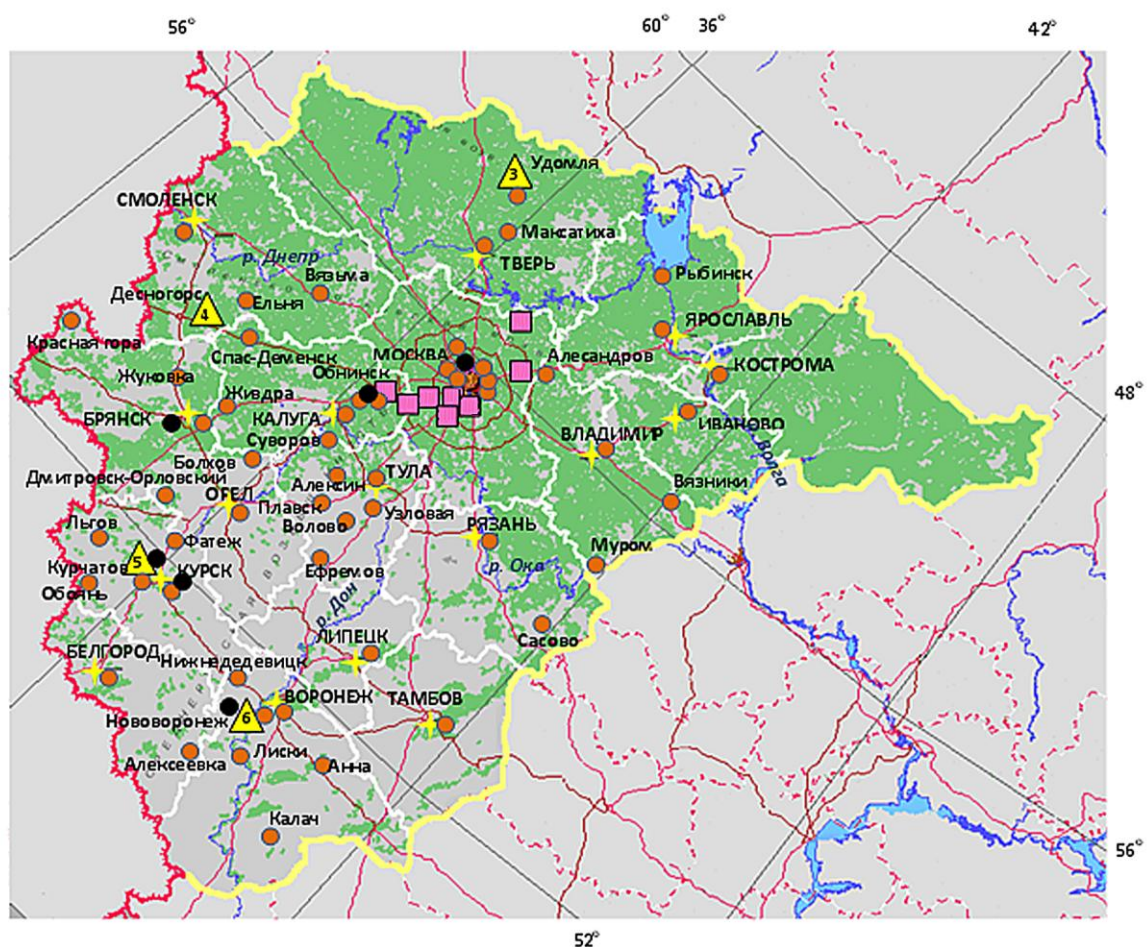 56°
60°
36°
42°
3
Удомля
СМОЛЕНСК
Максатиха
р. Днепр
ТВЕРЬ
Вязьма
Рыбинск
Десногорс
4
Ельня
Красная гора
Спас-Деменск
МОСКВА
ЯРОСЛАВЛЬ
Жуковка
Обнинск
Алесандров
КОСТРОМА
Жиздра
БРЯНСК
КАЛУГА
ИВАНОВО
Суворов
ВЛАДИМИР
Болхов
Волга
48°
Дмитровск-Орловский
ТУЛА
Алексин
ОРЕЛ
Вязники
Плавск
Узловая
Волово
Льгов
РЯЗАНЬ
Фатеж
Муром
5
Курчатов
КУРСК
Ефремов
р. Ока
Обоянь
р. Дон
Сасово
ЛИПЕЦК
БЕЛГОРОД
Нижнедедевицк
ВОРОНЕЖ
ТАМБОВ
Нововоронеж
6
Алексеевка
Лиски
Анна
Калач
56°
52°